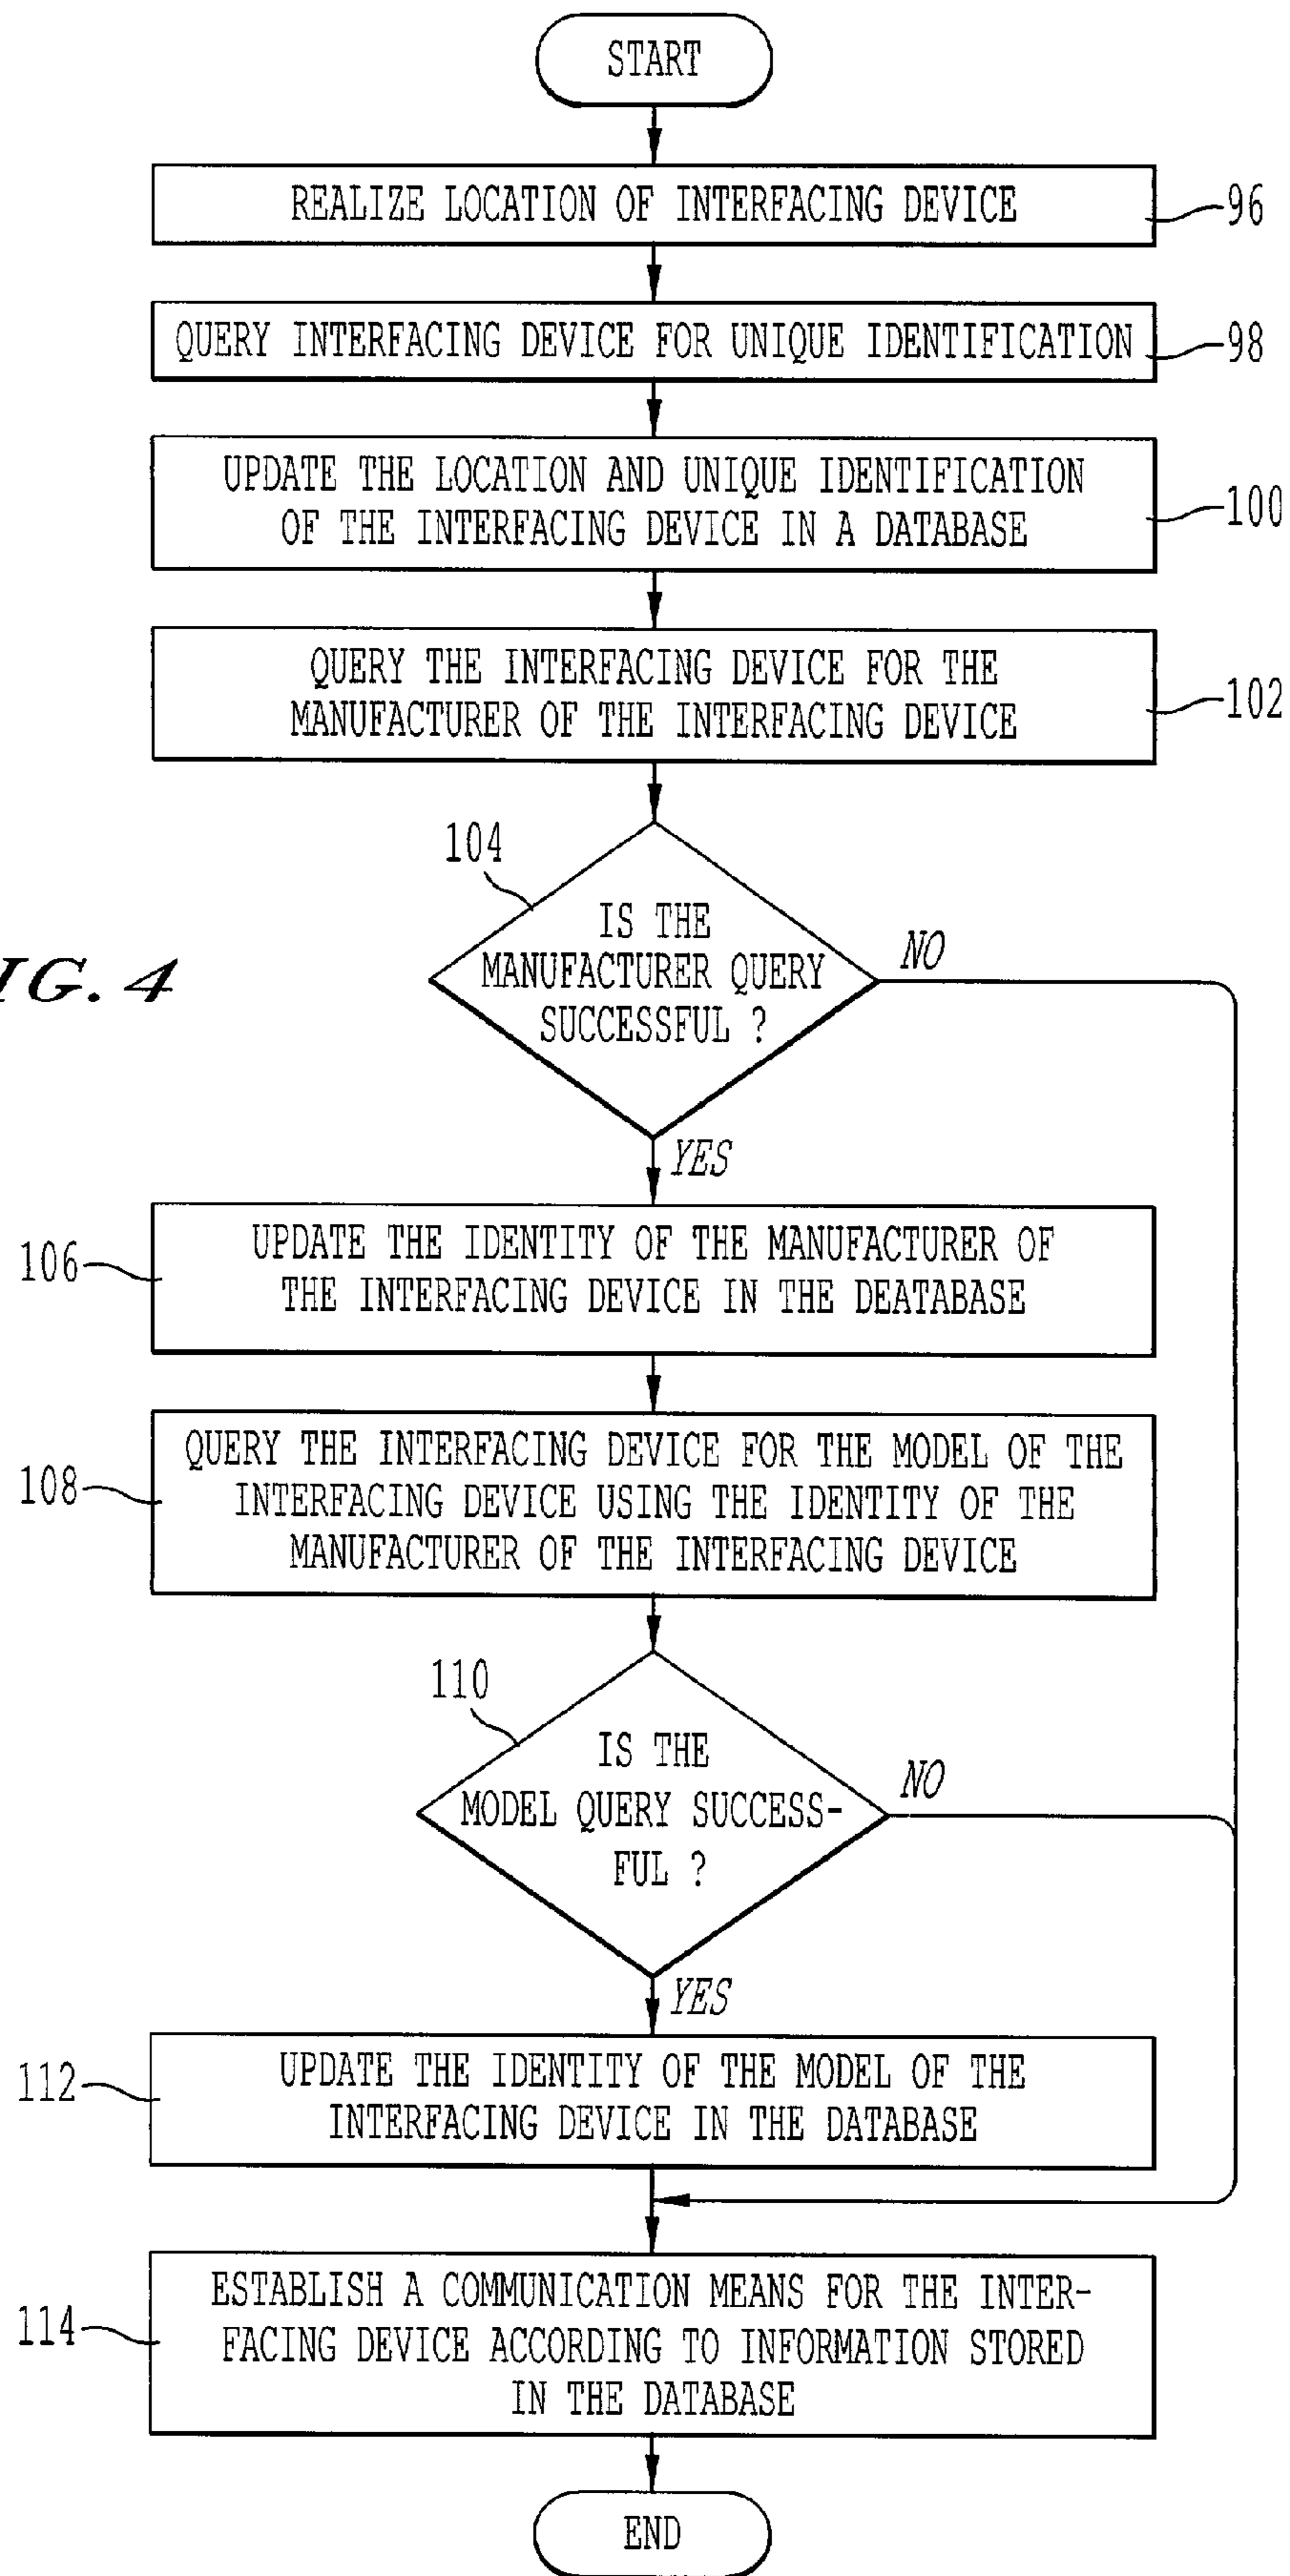 START
REALIZE LOCATION OF INTERFACING DEVICE
96
QUERY INTERFACING DEVICE FOR UNIQUE IDENTIFICATION
98
UPDATE THE LOCATION AND UNIQUE IDENTIFICATION
OF THE INTERFACING DEVICE IN A DATABASE
100
QUERY THE INTERFACING DEVICE FOR THE
MANUFACTURER OF THE INTERFACING DEVICE
102
104
IS THE
MANUFACTURER QUERY
SUCCESSFUL ?
NO
IG. 4
YES
106
UPDATE THE IDENTITY OF THE MANUFACTURER OF
THE INTERFACING DEVICE IN THE DEATABASE
108
QUERY THE INTERFACING DEVICE FOR THE MODEL OF THE
INTERFACING DEVICE USING THE IDENTITY OF THE
MANUFACTURER OF THE INTERFACING DEVICE
110
IS THE
MODEL QUERY SUCCESS-
FUL ?
NO
YES
112
UPDATE THE IDENTITY OF THE MODEL OF THE
INTERFACING DEVICE IN THE DATABASE
114
ESTABLISH A COMMUNICATION MEANS FOR THE INTER-
FACING DEVICE ACCORDING TO INFORMATION STORED
IN THE DATABASE
END